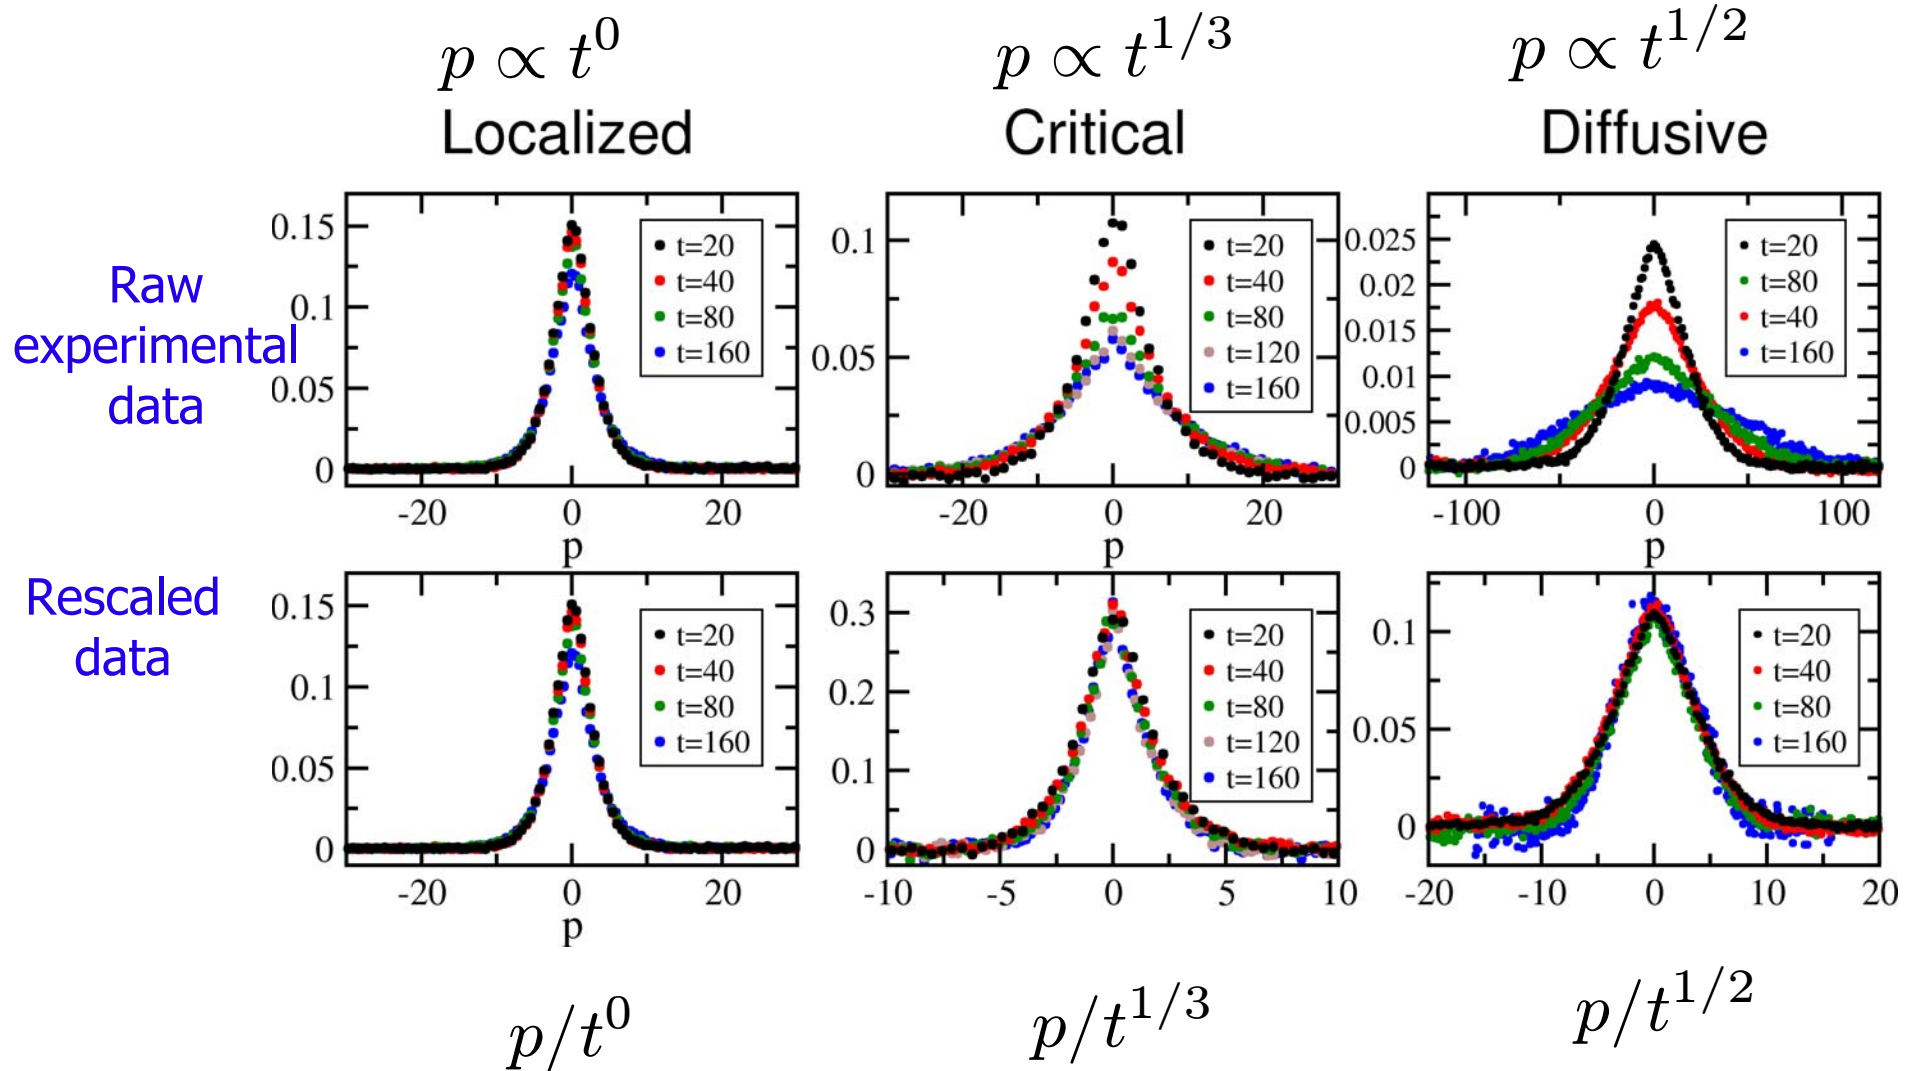 p ∝ t^0
p ∝ t^{1/3}
p ∝ t^{1/2}
Localized
Critical
Diffusive
Raw
experimental
data
0.15
0.1
0.05
0
-20
0
20
p
t=20
t=40
t=80
t=160
0.1
0.05
0
-20
0
20
p
t=20
t=40
t=80
t=120
t=160
0.025
0.02
0.015
0.01
0.005
0
-100
0
100
p
t=20
t=80
t=40
t=160
Rescaled
data
0.15
0.1
0.05
0
-20
0
20
p
t=20
t=40
t=80
t=160
0.3
0.2
0.1
0
-10
-5
0
5
10
t=20
t=40
t=80
t=120
t=160
0.1
0.05
0
-20
-10
0
10
20
t=20
t=40
t=80
t=160
p/t^0
p/t^{1/3}
p/t^{1/2}